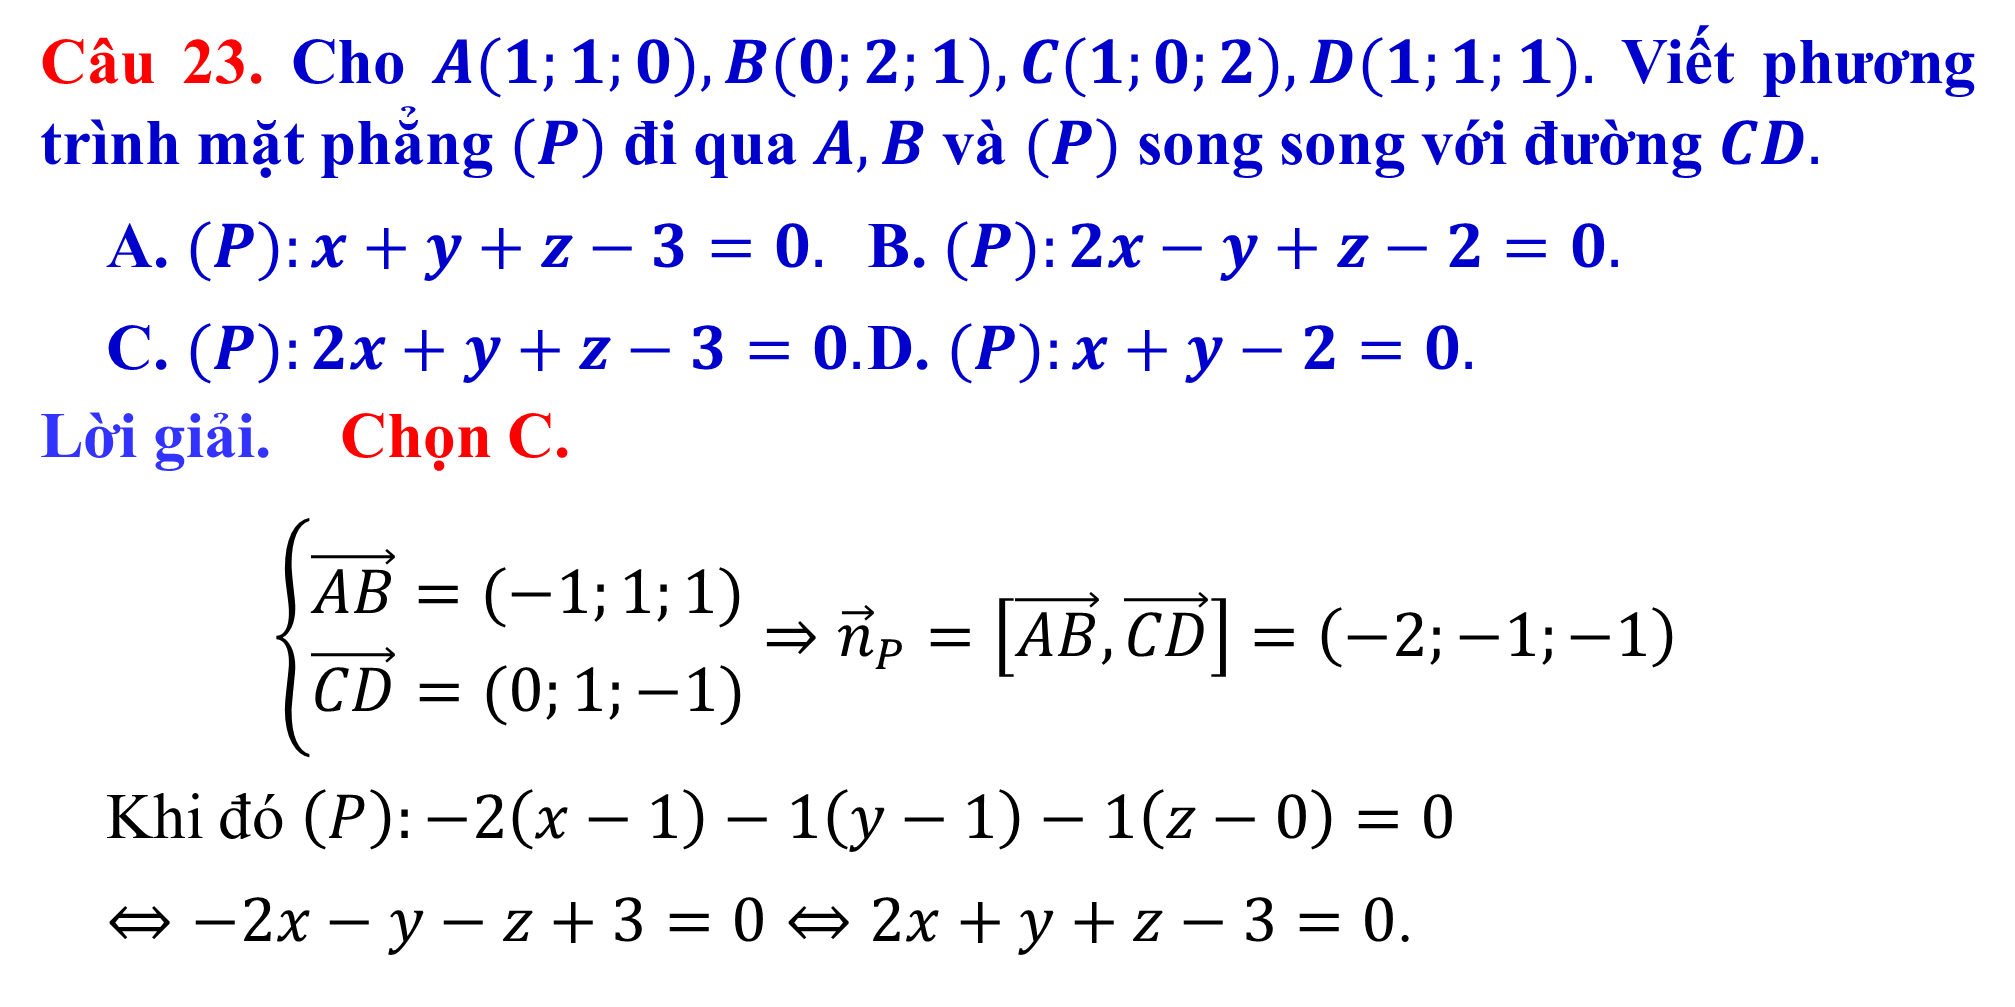 Câu 23. Cho A(1; 1; 0), B(0; 2; 1), C(1; 0; 2), D(1; 1; 1). Viết phương
trình mặt phẳng (P) đi qua A, B và (P) song song với đường CD.
A. (P): x + y + z − 3 = 0. B. (P): 2x − y + z − 2 = 0.
C. (P): 2x + y + z − 3 = 0.D. (P): x + y − 2 = 0.
Lời giải. Chọn C.
{AB→ = (−1; 1; 1)
CD→ = (0; 1; −1) ⇒ n→_P = [AB→, CD→] = (−2; −1; −1)
Khi đó (P): −2(x − 1) − 1(y − 1) − 1(z − 0) = 0
⇔ −2x − y − z + 3 = 0 ⇔ 2x + y + z − 3 = 0.